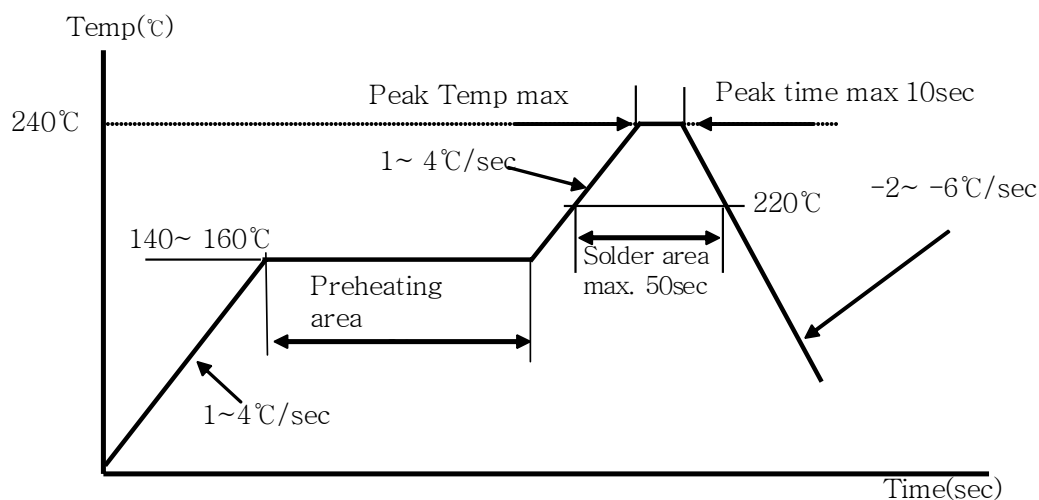 Temp(℃)
Peak Temp max
Peak time max 10sec
240℃
1~ 4℃/sec
-2~ -6℃/sec
220℃
140~ 160℃
Solder area
max. 50sec
Preheating
area
1~4℃/sec
Time(sec)